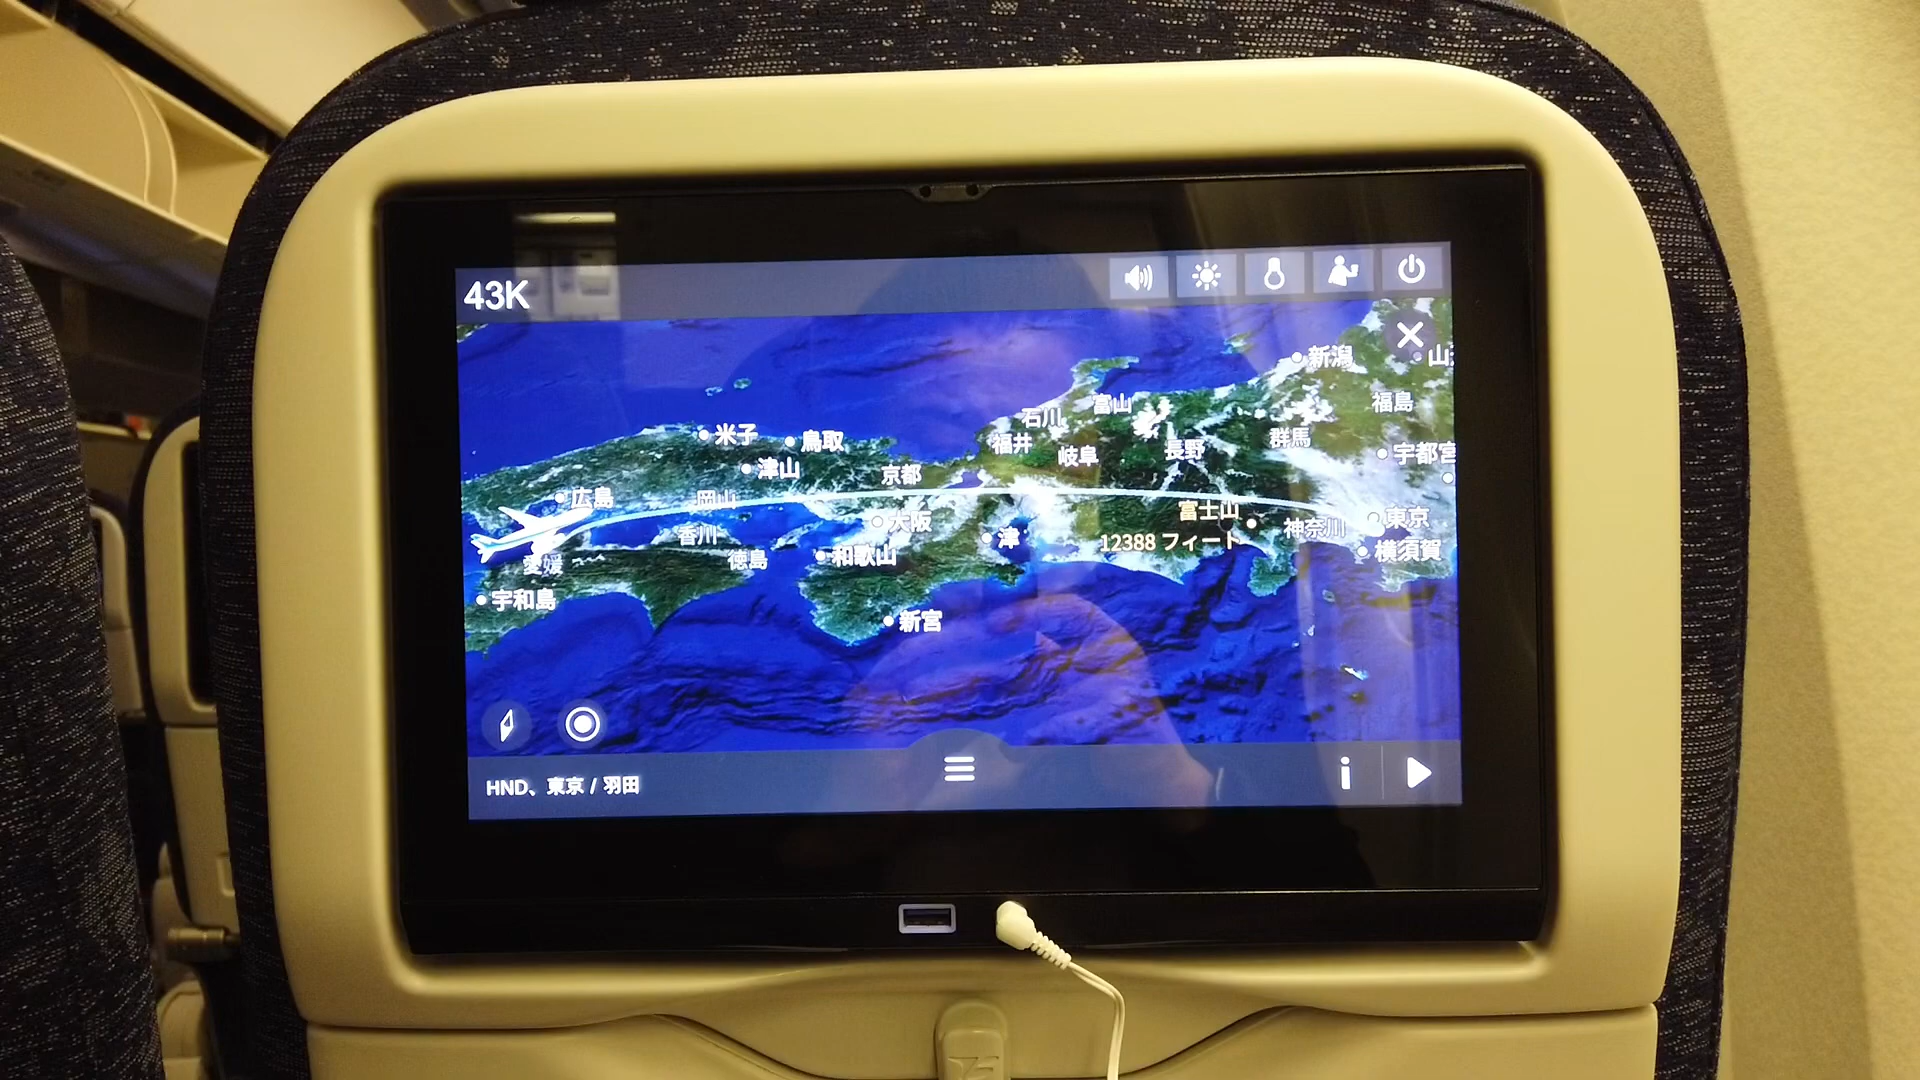 43K
新潟
山
石川
富山
福島
米子
鳥取
福井
岐阜
長野
群馬
宇都宮
津山
京都
広島
岡山
大阪
富士山
12388 フィート
神奈川
東京
香川
津
横須賀
愛媛
徳島
和歌山
宇和島
新宮
HND、東京 / 羽田
i